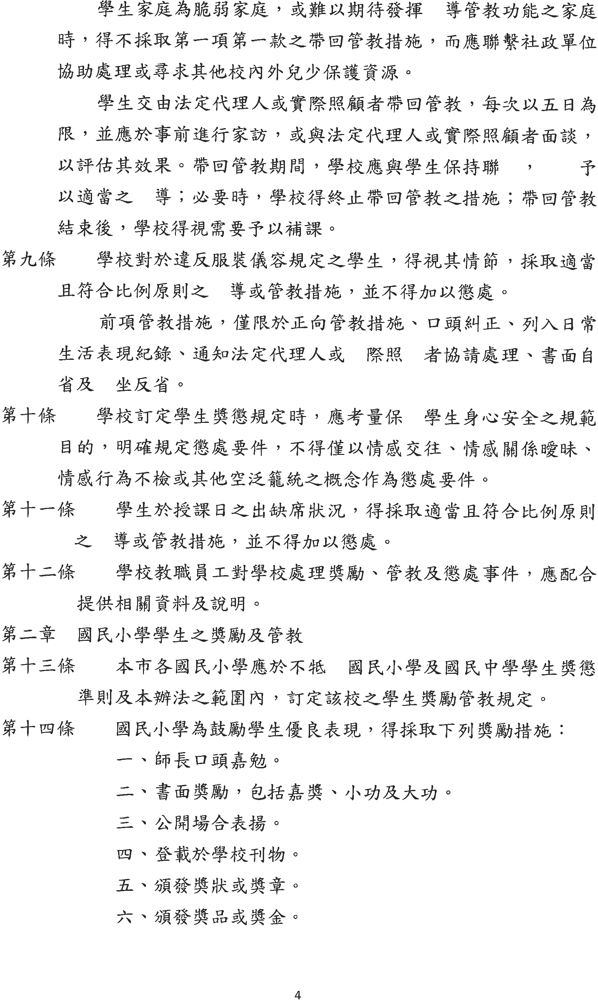 學生家庭為脆弱家庭，或難以期待發揮　導管教功能之家庭
時，得不採取第一項第一款之帶回管教措施，而應聯繫社政單位
協助處理或尋求其他校內外兒少保護資源。
學生交由法定代理人或實際照顧者帶回管教，每次以五日為
限，並應於事前進行家訪，或與法定代理人或實際照顧者面談，
以評估其效果。帶回管教期間，學校應與學生保持聯　，　　予
以適當之　導；必要時，學校得終止帶回管教之措施；帶回管教
結束後，學校得視需要予以補課。
第九條　　學校對於違反服裝儀容規定之學生，得視其情節，採取適當
且符合比例原則之　導或管教措施，並不得加以懲處。
前項管教措施，僅限於正向管教措施、口頭糾正、列入日常
生活表現紀錄、通知法定代理人或　際照　者協請處理、書面自
省及　坐反省。
第十條　　學校訂定學生獎懲規定時，應考量保　學生身心安全之規範
目的，明確規定懲處要件，不得僅以情感交往、情感關係曖昧、
情感行為不檢或其他空泛籠統之概念作為懲處要件。
第十一條　　學生於授課日之出缺席狀況，得採取適當且符合比例原則
之　導或管教措施，並不得加以懲處。
第十二條　　學校教職員工對學校處理獎勵、管教及懲處事件，應配合
提供相關資料及說明。
第二章　國民小學學生之獎勵及管教
第十三條　　本市各國民小學應於不牴　國民小學及國民中學學生獎懲
準則及本辦法之範圍內，訂定該校之學生獎勵管教規定。
第十四條　　國民小學為鼓勵學生優良表現，得採取下列獎勵措施：
一、師長口頭嘉勉。
二、書面獎勵，包括嘉獎、小功及大功。
三、公開場合表揚。
四、登載於學校刊物。
五、頒發獎狀或獎章。
六、頒發獎品或獎金。
4